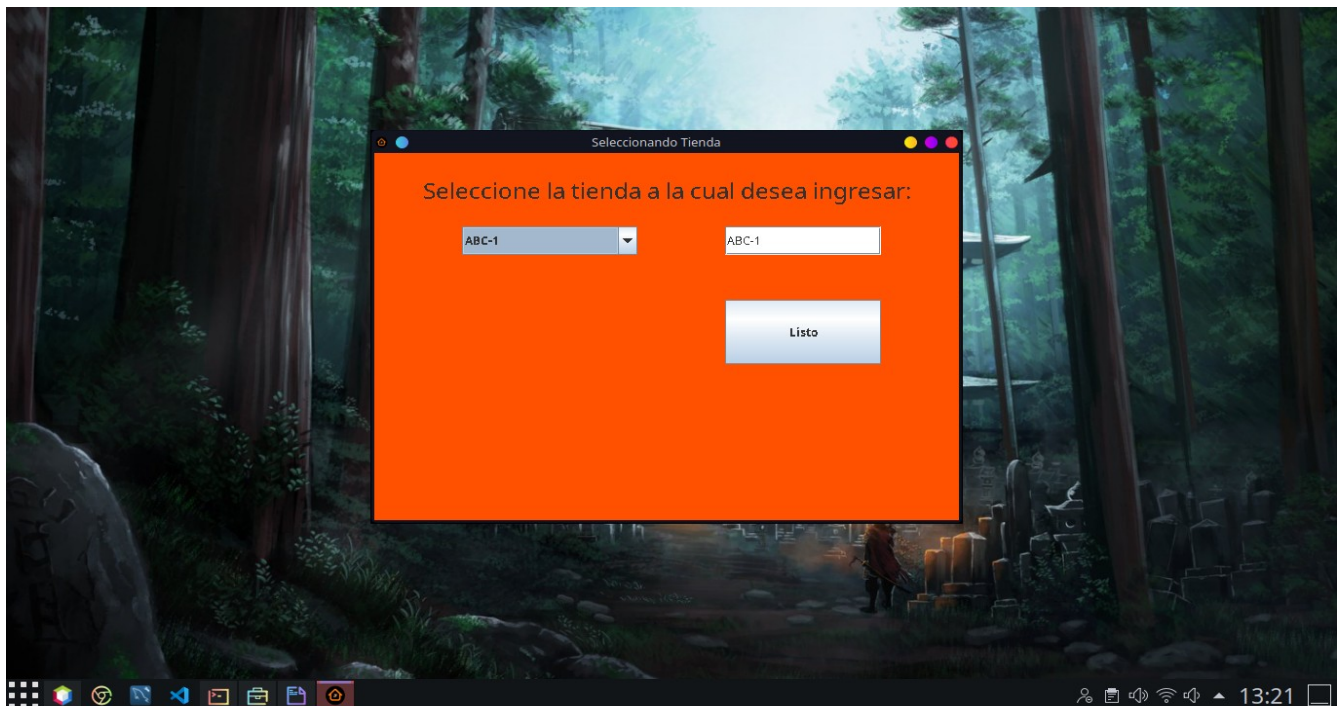 Seleccionando Tienda
Seleccione la tienda a la cual desea ingresar:
ABC-1
ABC-1
Listo
13:21